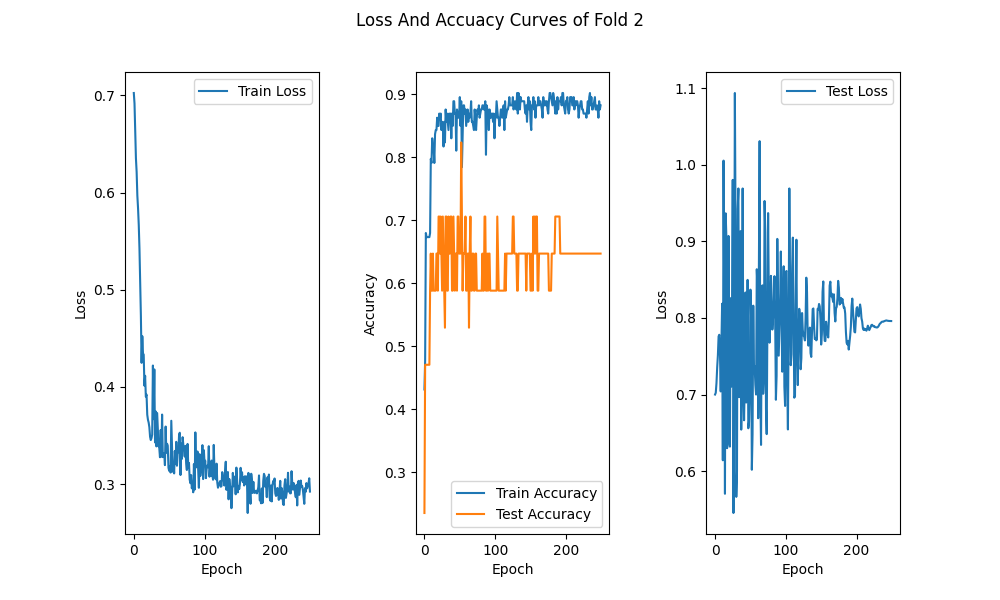 Loss And Accuacy Curves of Fold 2
Train Loss
0.7
0.6
0.5
0.4
0.3
Loss
0
100
200
Epoch
0.9
0.8
0.7
0.6
0.5
0.4
0.3
Accuracy
Train Accuracy
Test Accuracy
0
100
200
Epoch
Test Loss
1.1
1.0
0.9
0.8
0.7
0.6
Loss
0
100
200
Epoch